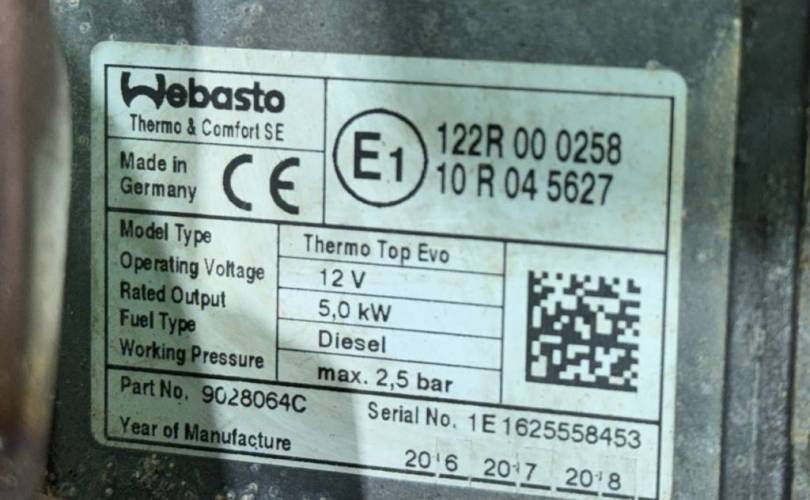 Webasto
Thermo & Comfort SE
Made in
Germany
CE
E1
122R 00 0258
10 R 04 5627
Model Type Thermo Top Evo
Operating Voltage 12 V
Rated Output 5,0 kW
Fuel Type Diesel
Working Pressure max. 2,5 bar
Part No. 9028064C Serial No. 1E1625558453
Year of Manufacture 2016 2017 2018